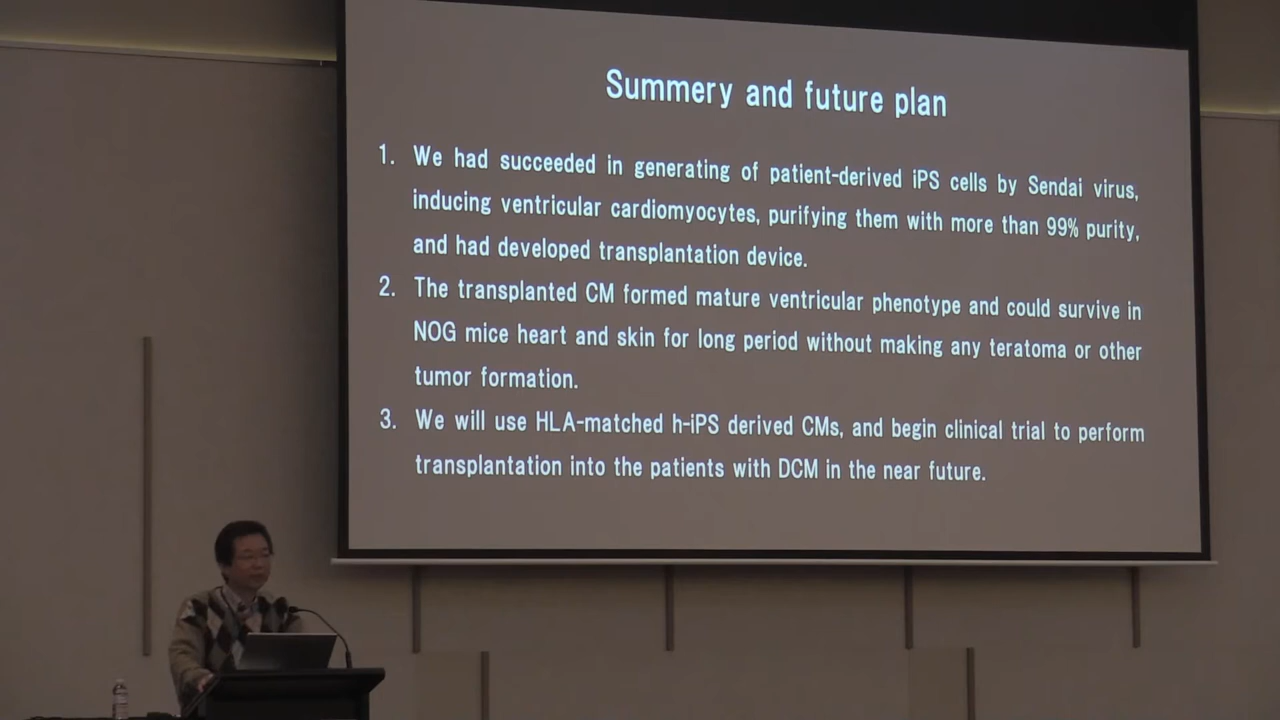 Summery and future plan
1. We had succeeded in generating of patient-derived iPS cells by Sendai virus,
inducing ventricular cardiomyocytes, purifying them with more than 99% purity,
and had developed transplantation device.
2. The transplanted CM formed mature ventricular phenotype and could survive in
NOG mice heart and skin for long period without making any teratoma or other
tumor formation.
3. We will use HLA-matched h-iPS derived CMs, and begin clinical trial to perform
transplantation into the patients with DCM in the near future.